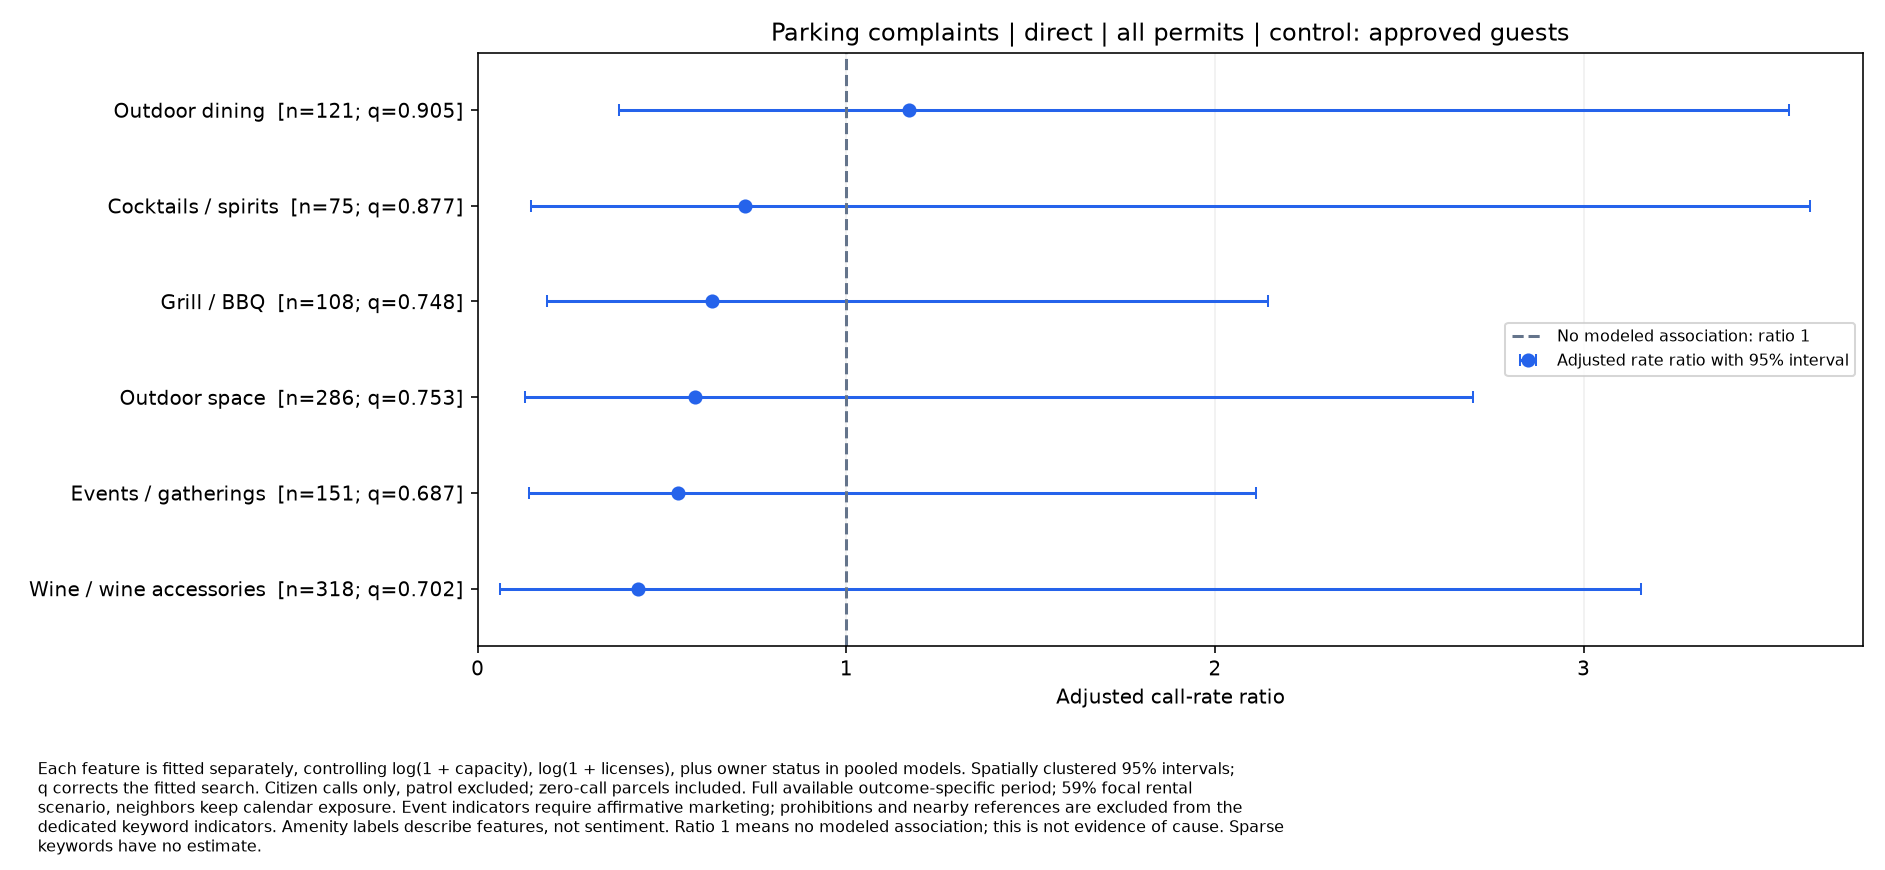 Parking complaints | direct | all permits | control: approved guests
Outdoor dining [n=121; q=0.905]
Cocktails / spirits [n=75; q=0.877]
Grill / BBQ [n=108; q=0.748]
Outdoor space [n=286; q=0.753]
Events / gatherings [n=151; q=0.687]
Wine / wine accessories [n=318; q=0.702]
No modeled association: ratio 1
Adjusted rate ratio with 95% interval
0 1 2 3
Adjusted call-rate ratio
Each feature is fitted separately, controlling log(1 + capacity), log(1 + licenses), plus owner status in pooled models. Spatially clustered 95% intervals;
q corrects the fitted search. Citizen calls only, patrol excluded; zero-call parcels included. Full available outcome-specific period; 59% focal rental
scenario, neighbors keep calendar exposure. Event indicators require affirmative marketing; prohibitions and nearby references are excluded from the
dedicated keyword indicators. Amenity labels describe features, not sentiment. Ratio 1 means no modeled association; this is not evidence of cause. Sparse
keywords have no estimate.